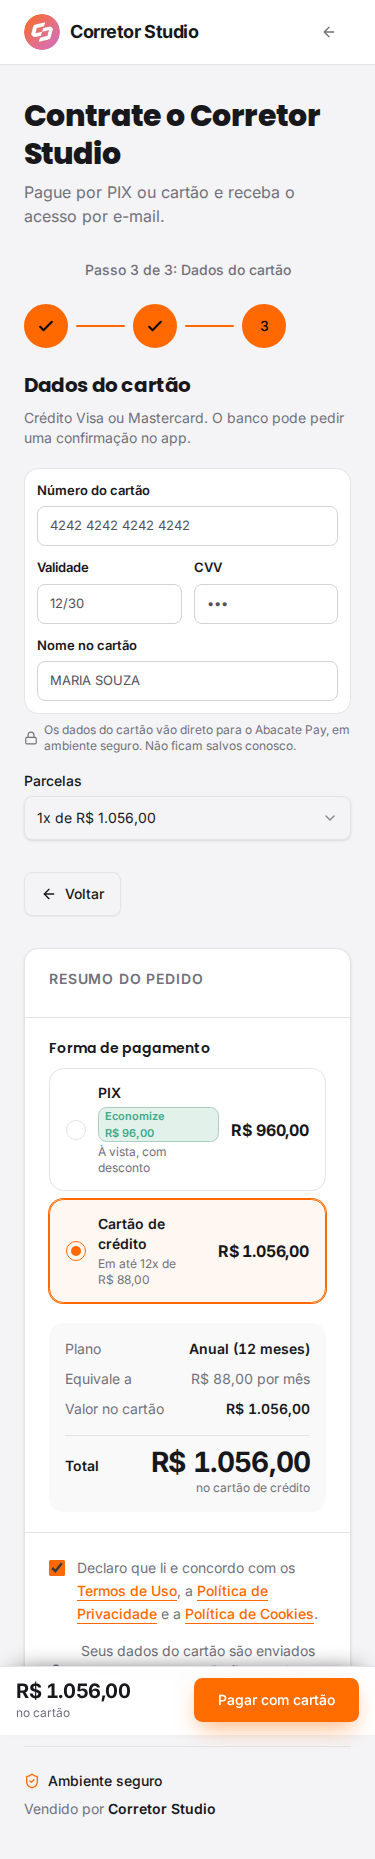 Corretor Studio
Contrate o Corretor
Studio
Pague por PIX ou cartão e receba o
acesso por e-mail.
Passo 3 de 3: Dados do cartão
3
Dados do cartão
Crédito Visa ou Mastercard. O banco pode pedir
uma confirmação no app.
Número do cartão
4242 4242 4242 4242
Validade
CVV
12/30
•••
Nome no cartão
MARIA SOUZA
Os dados do cartão vão direto para o Abacate Pay, em
ambiente seguro. Não ficam salvos conosco.
Parcelas
1x de R$ 1.056,00
Voltar
RESUMO DO PEDIDO
Forma de pagamento
PIX
Economize
R$ 96,00
À vista, com
desconto
R$ 960,00
Cartão de
crédito
Em até 12x de
R$ 88,00
R$ 1.056,00
Plano Anual (12 meses)
Equivale a R$ 88,00 por mês
Valor no cartão R$ 1.056,00
Total R$ 1.056,00
no cartão de crédito
Declaro que li e concordo com os
Termos de Uso, a Política de
Privacidade e a Política de Cookies.
Seus dados do cartão são enviados
R$ 1.056,00
no cartão
Pagar com cartão
Ambiente seguro
Vendido por Corretor Studio